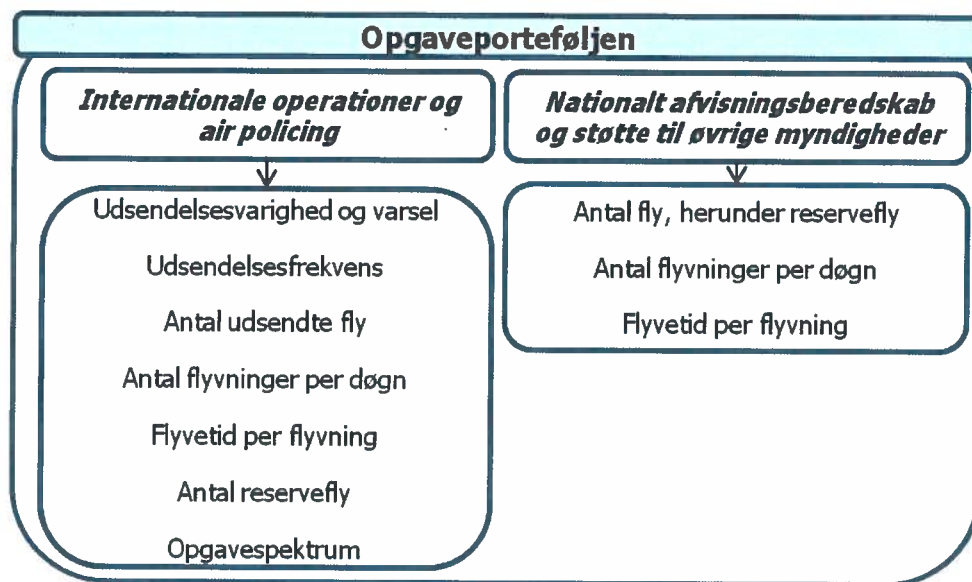 Opgaveporteføljen
Internationale operationer og
air policing
Udsendelsesvarighed og varsel
Udsendelsesfrekvens
Antal udsendte fly
Antal flyvninger per døgn
Flyvetid per flyvning
Antal reservefly
Opgavespektrum
Nationalt afvisningsberedskab
og støtte til øvrige myndigheder
Antal fly, herunder reservefly
Antal flyvninger per døgn
Flyvetid per flyvning